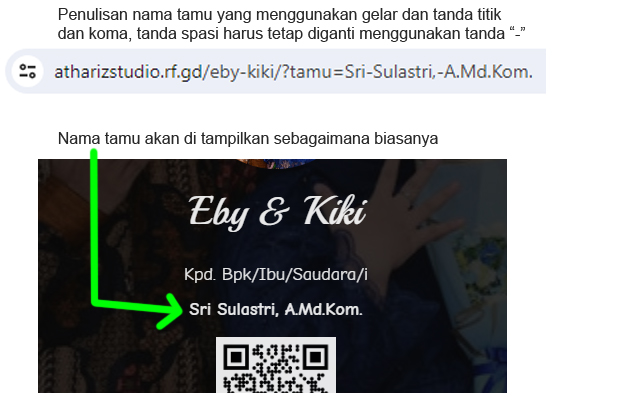 Penulisan nama tamu yang menggunakan gelar dan tanda titik
dan koma, tanda spasi harus tetap diganti menggunakan tanda “-”
atharizstudio.rf.gd/eby-kiki/?tamu=Sri-Sulastri,-A.Md.Kom.
Nama tamu akan di tampilkan sebagaimana biasanya
Eby & Kiki
Kpd. Bpk/Ibu/Saudara/i
Sri Sulastri, A.Md.Kom.